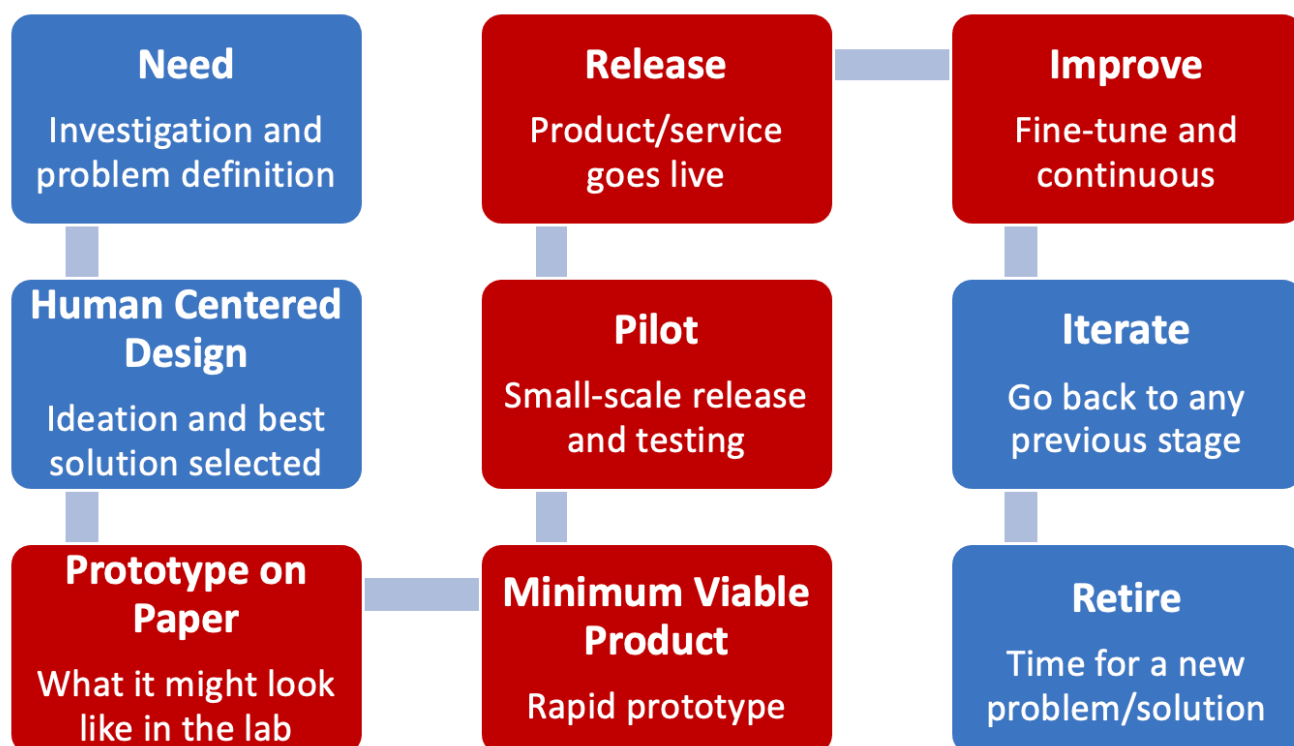 Need
Investigation and
problem definition
Human Centered
Design
Ideation and best
solution selected
Prototype on
Paper
What it might look
like in the lab
Minimum Viable
Product
Rapid prototype
Pilot
Small-scale release
and testing
Release
Product/service
goes live
Improve
Fine-tune and
continuous
Iterate
Go back to any
previous stage
Retire
Time for a new
problem/solution